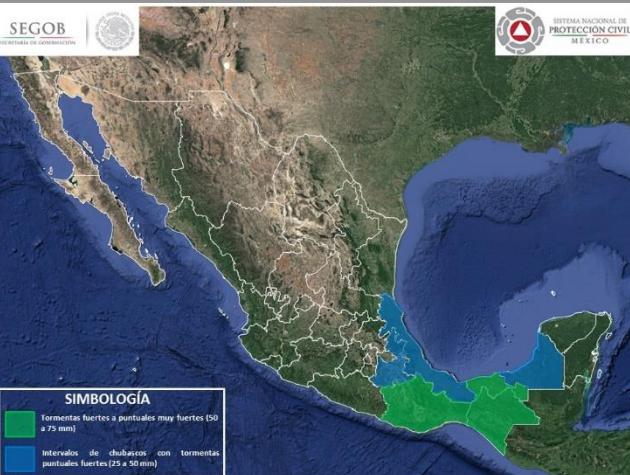 SEGOB
SECRETARÍA DE GOBERNACIÓN
SISTEMA NACIONAL DE
PROTECCIÓN CIVIL
MÉXICO
SIMBOLOGÍA
Tormentas fuertes a puntuales muy fuertes (50
a 75 mm)
Intervalos de chubascos con tormentas
puntuales fuertes (25 a 50 mm)